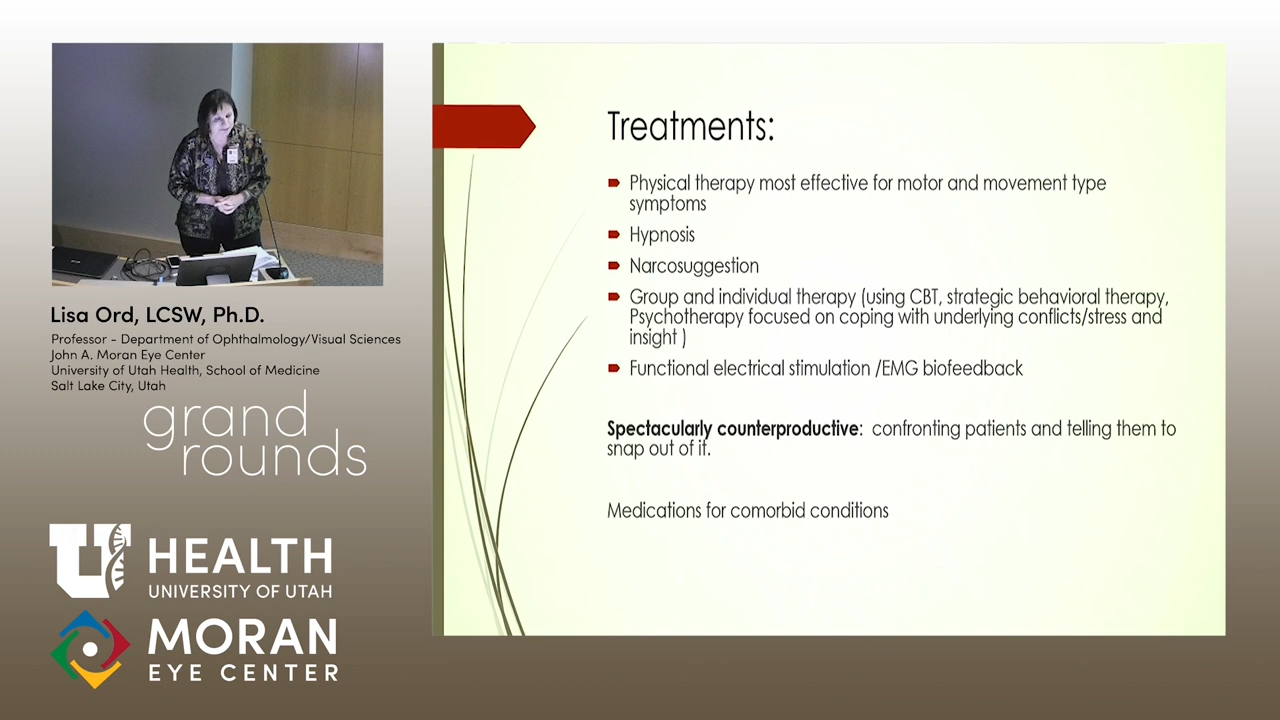 Lisa Ord, LCSW, Ph.D.
Professor - Department of Ophthalmology/Visual Sciences
John A. Moran Eye Center
University of Utah Health, School of Medicine
Salt Lake City, Utah
grand
rounds
U HEALTH
UNIVERSITY OF UTAH
MORAN
EYE CENTER
Treatments:
Physical therapy most effective for motor and movement type
symptoms
Hypnosis
Narcosuggestion
Group and individual therapy (using CBT, strategic behavioral therapy,
Psychotherapy focused on coping with underlying conflicts/stress and
insight )
Functional electrical stimulation /EMG biofeedback
Spectacularly counterproductive:  confronting patients and telling them to
snap out of it.
Medications for comorbid conditions